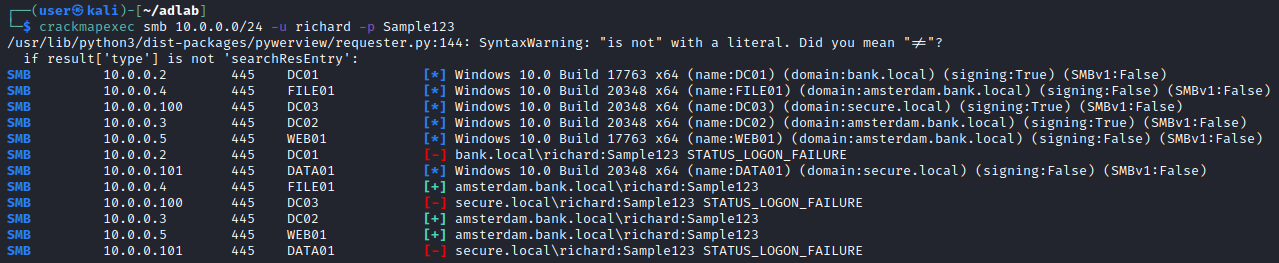 ┌──(user㉿kali)-[~/adlab]
└─$ crackmapexec smb 10.0.0.0/24 -u richard -p Sample123
/usr/lib/python3/dist-packages/pywerview/requester.py:144: SyntaxWarning: "is not" with a literal. Did you mean "≠"?
  if result['type'] is not 'searchResEntry':
SMB         10.0.0.2        445    DC01             [*] Windows 10.0 Build 17763 x64 (name:DC01) (domain:bank.local) (signing:True) (SMBv1:False)
SMB         10.0.0.4        445    FILE01           [*] Windows 10.0 Build 20348 x64 (name:FILE01) (domain:amsterdam.bank.local) (signing:False) (SMBv1:False)
SMB         10.0.0.100      445    DC03             [*] Windows 10.0 Build 20348 x64 (name:DC03) (domain:secure.local) (signing:True) (SMBv1:False)
SMB         10.0.0.3        445    DC02             [*] Windows 10.0 Build 20348 x64 (name:DC02) (domain:amsterdam.bank.local) (signing:True) (SMBv1:False)
SMB         10.0.0.5        445    WEB01            [*] Windows 10.0 Build 17763 x64 (name:WEB01) (domain:amsterdam.bank.local) (signing:False) (SMBv1:False)
SMB         10.0.0.2        445    DC01             [-] bank.local\richard:Sample123 STATUS_LOGON_FAILURE
SMB         10.0.0.101      445    DATA01           [*] Windows 10.0 Build 20348 x64 (name:DATA01) (domain:secure.local) (signing:False) (SMBv1:False)
SMB         10.0.0.4        445    FILE01           [+] amsterdam.bank.local\richard:Sample123
SMB         10.0.0.100      445    DC03             [-] secure.local\richard:Sample123 STATUS_LOGON_FAILURE
SMB         10.0.0.3        445    DC02             [+] amsterdam.bank.local\richard:Sample123
SMB         10.0.0.5        445    WEB01            [+] amsterdam.bank.local\richard:Sample123
SMB         10.0.0.101      445    DATA01           [-] secure.local\richard:Sample123 STATUS_LOGON_FAILURE